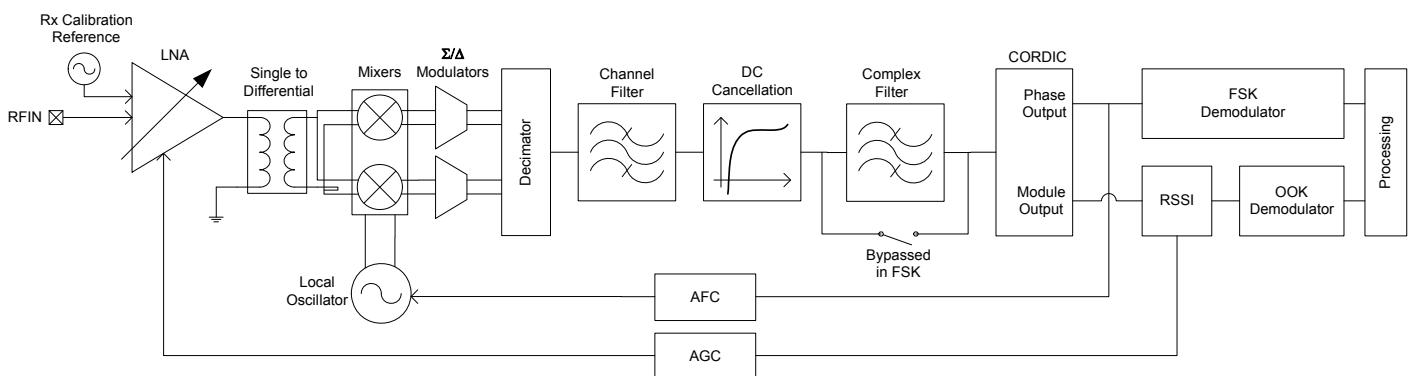 Rx Calibration
Reference
LNA
RFIN
Single to
Differential
Mixers
Σ/Δ
Modulators
Decimator
Channel
Filter
DC
Cancellation
Complex
Filter
Bypassed
in FSK
CORDIC
Phase
Output
Module
Output
FSK
Demodulator
RSSI
OOK
Demodulator
Processing
Local
Oscillator
AFC
AGC